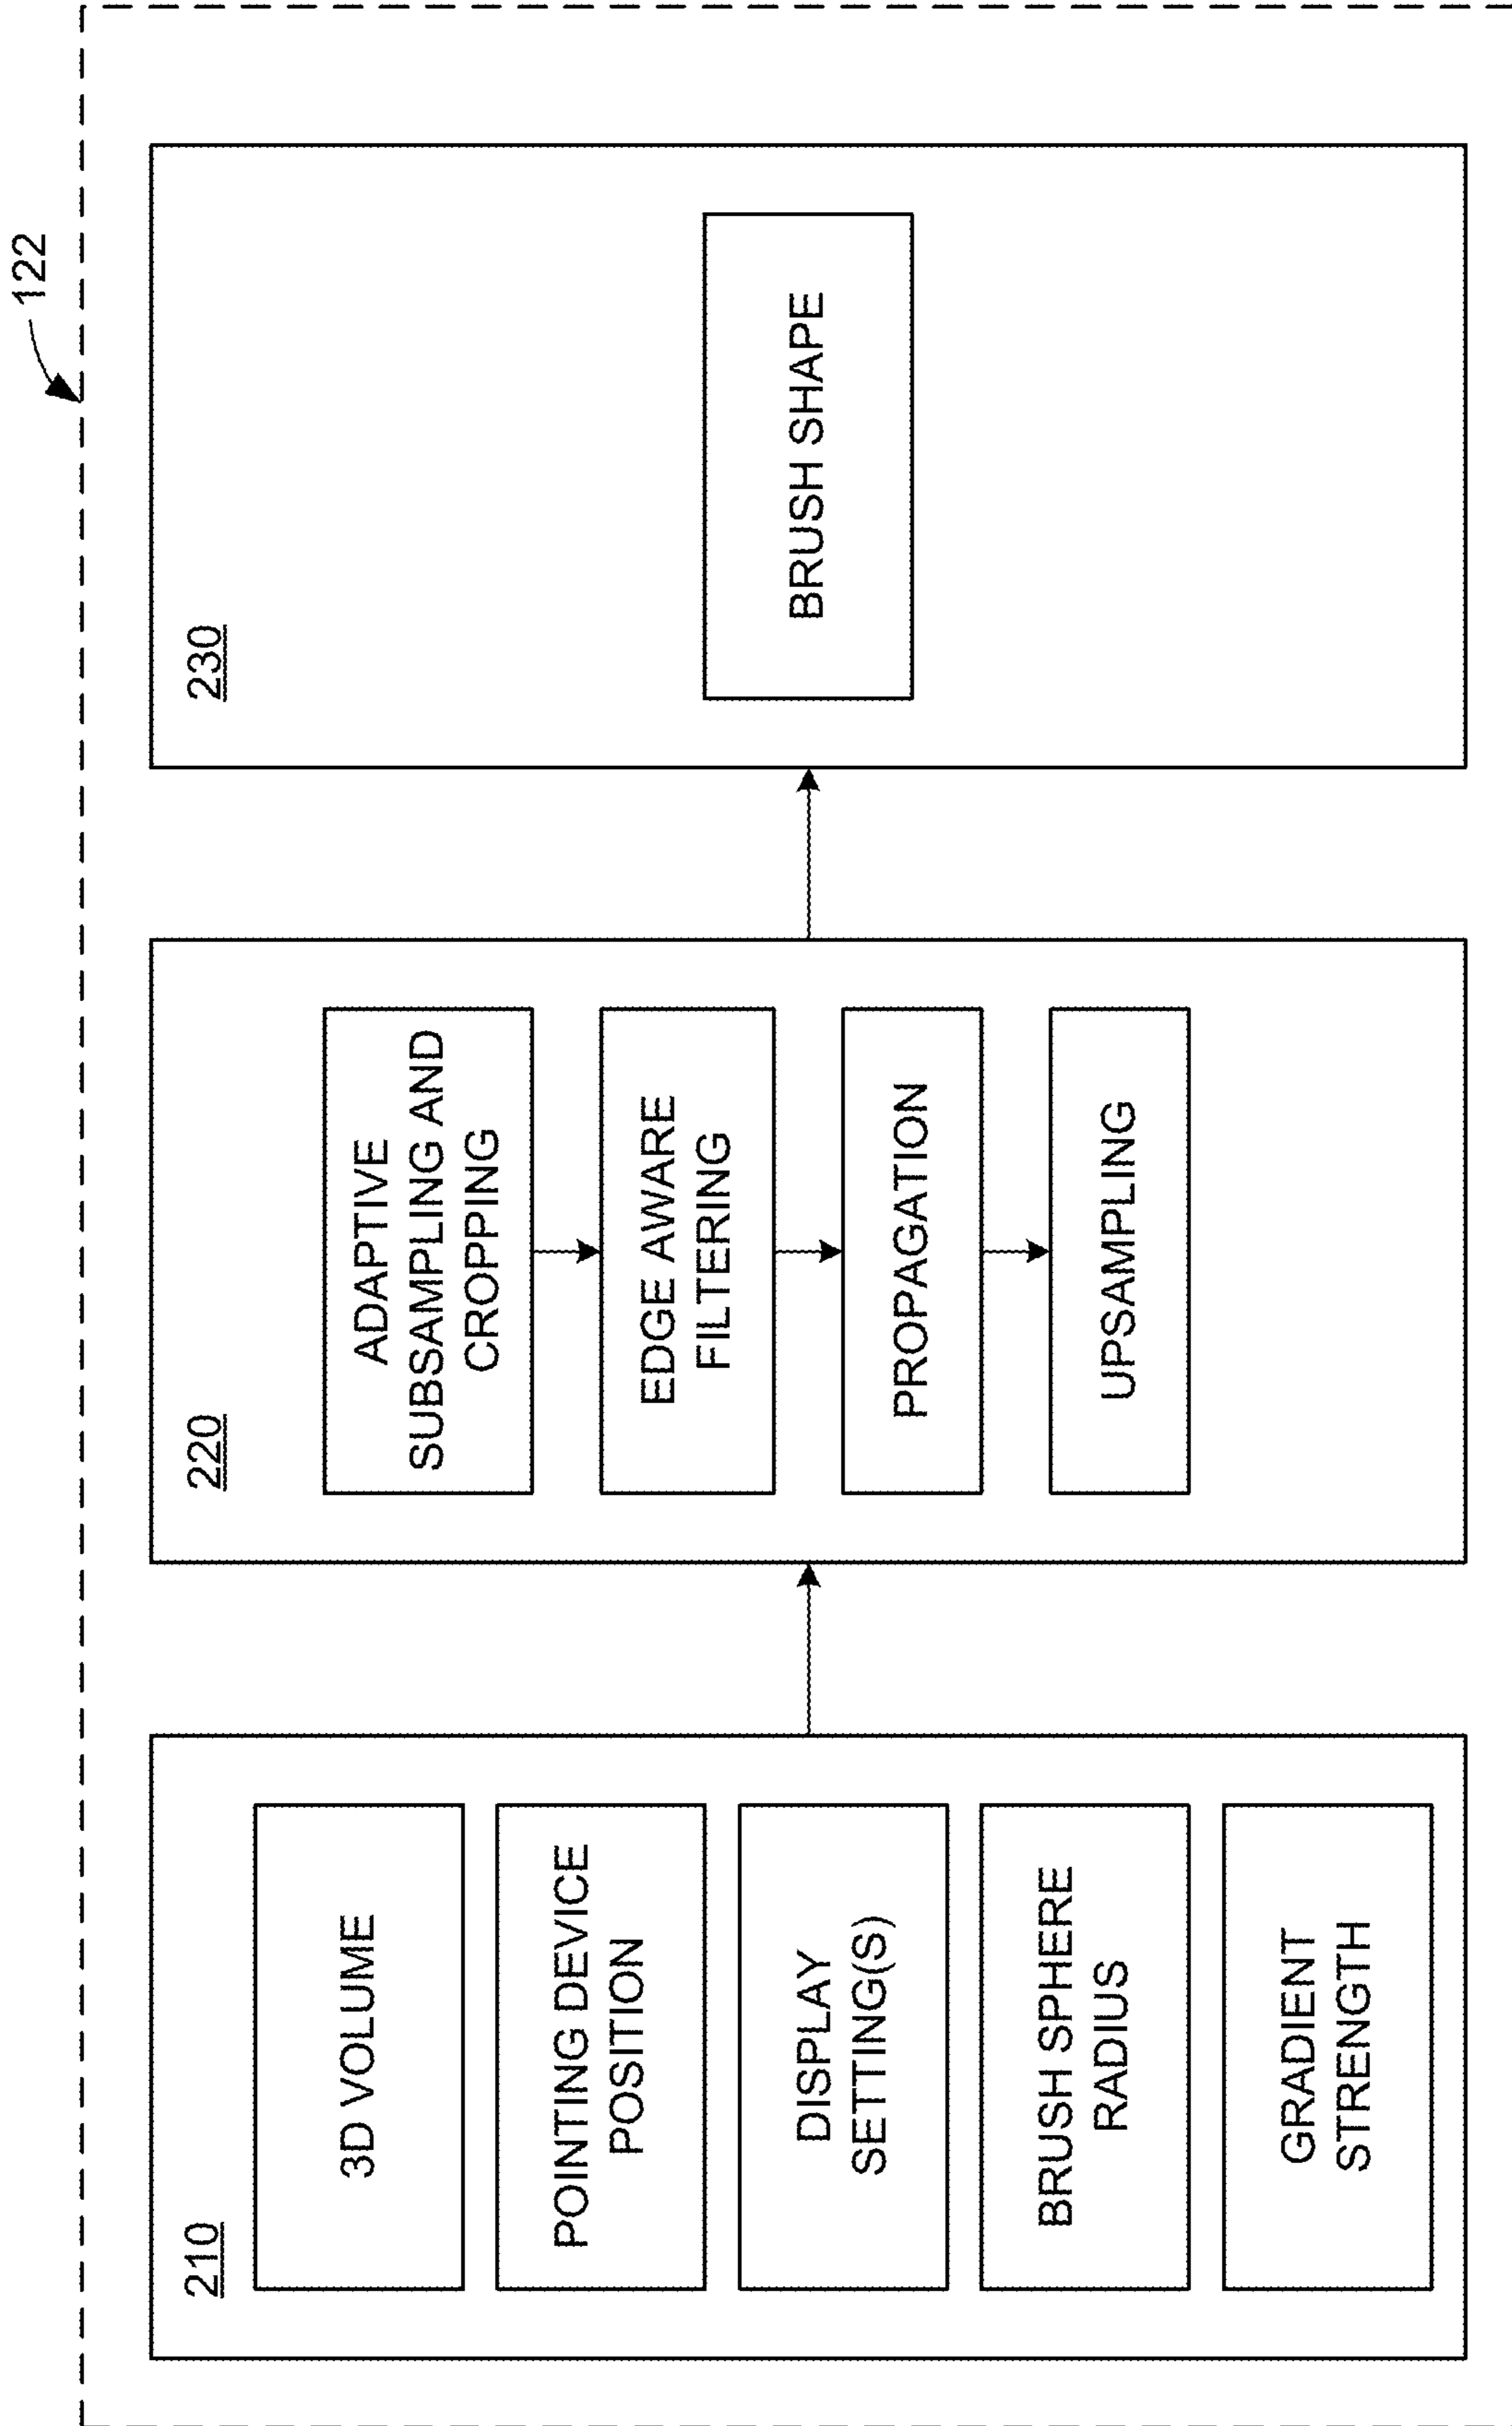 122
210
3D VOLUME
POINTING DEVICE
POSITION
DISPLAY
SETTING(S)
BRUSH SPHERE
RADIUS
GRADIENT
STRENGTH
220
ADAPTIVE
SUBSAMPLING AND
CROPPING
EDGE AWARE
FILTERING
PROPAGATION
UPSAMPLING
230
BRUSH SHAPE